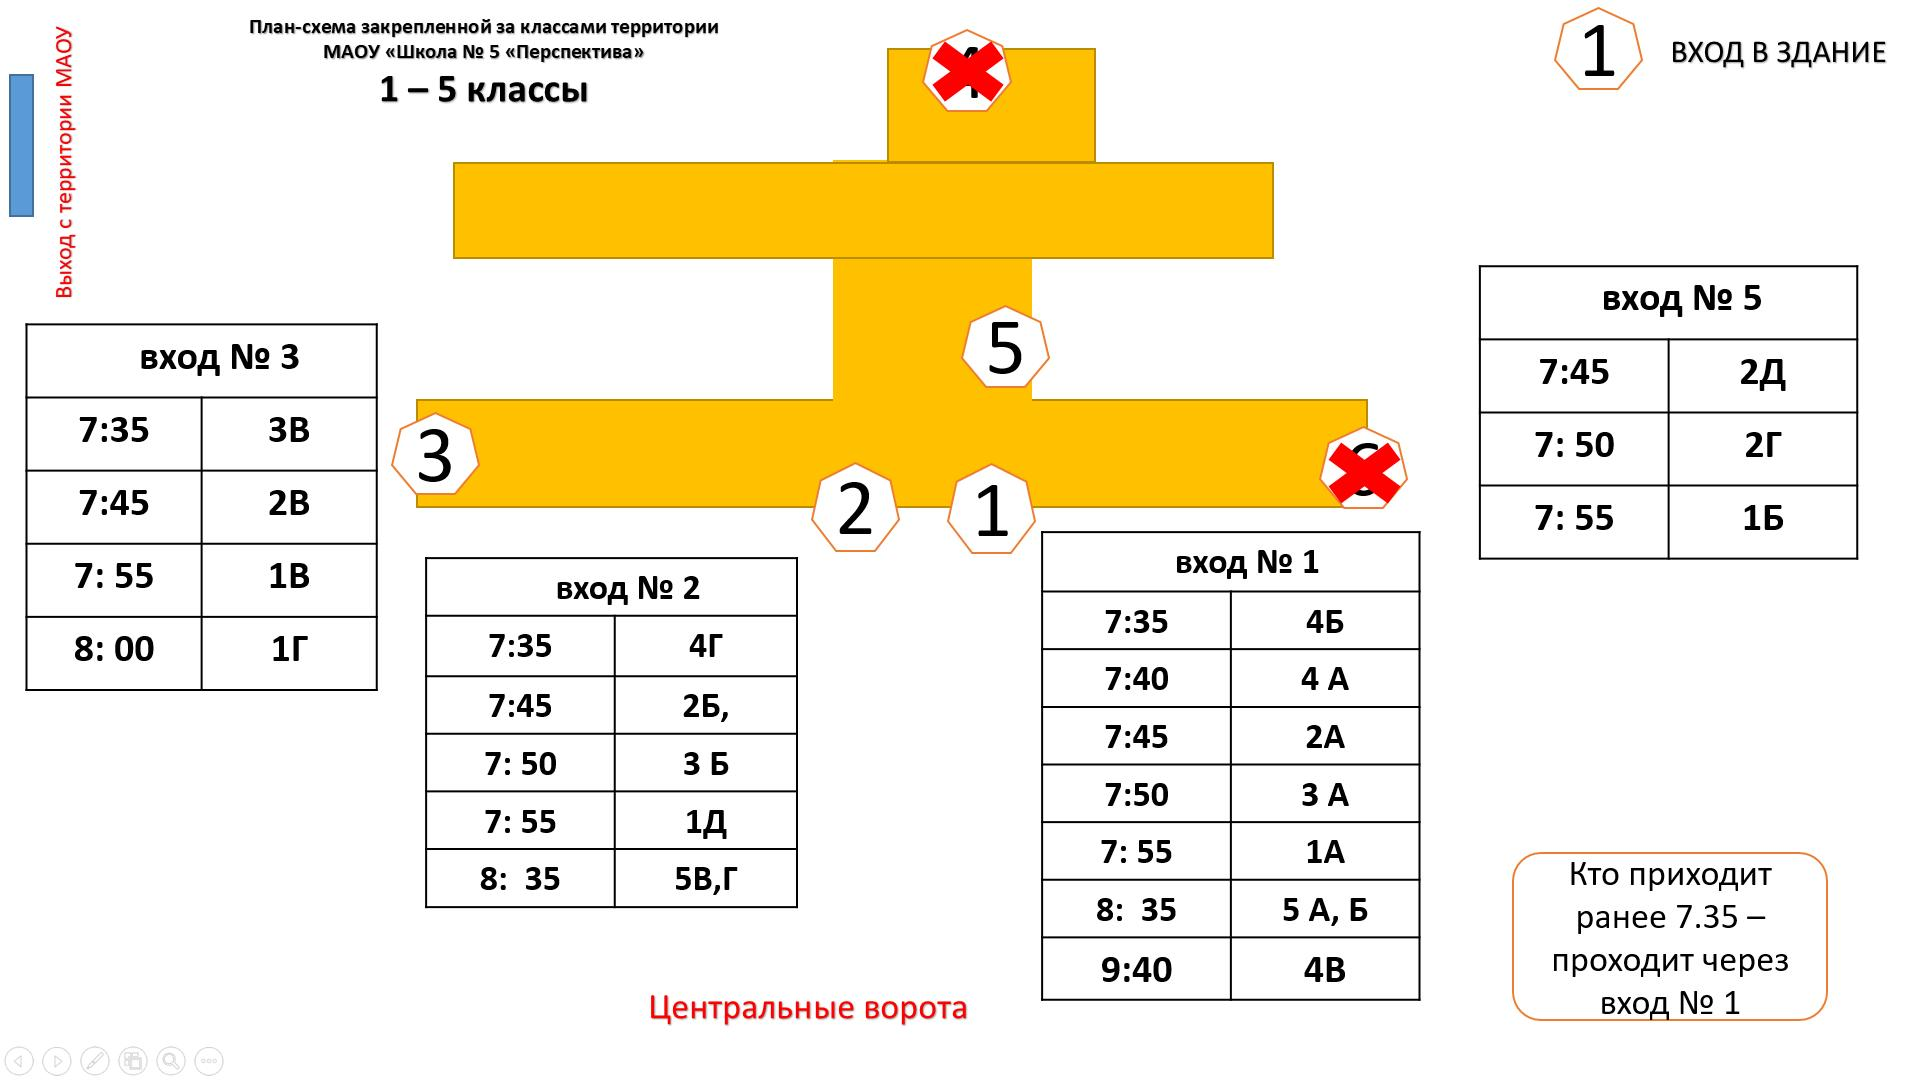 План-схема закрепленной за классами территории
МАОУ «Школа № 5 «Перспектива»
1 – 5 классы
1
ВХОД В ЗДАНИЕ
Выход с территории МАОУ
5
3
2
1
вход № 3
7:35 3В
7:45 2В
7: 55 1В
8: 00 1Г
вход № 2
7:35 4Г
7:45 2Б,
7: 50 3 Б
7: 55 1Д
8: 35 5В,Г
вход № 1
7:35 4Б
7:40 4 А
7:45 2А
7:50 3 А
7: 55 1А
8: 35 5 А, Б
9:40 4В
вход № 5
7:45 2Д
7: 50 2Г
7: 55 1Б
Кто приходит
ранее 7.35 –
проходит через
вход № 1
Центральные ворота